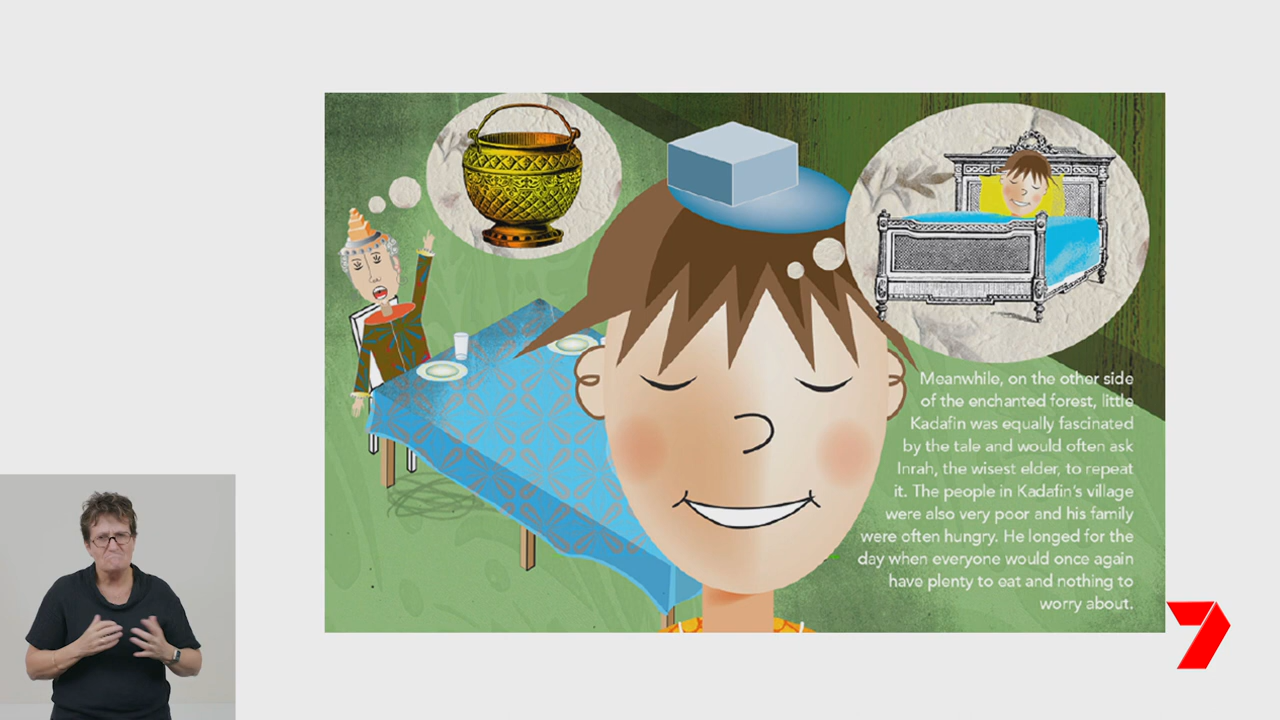 Meanwhile, on the other side
of the enchanted forest, little
Kadafin was equally fascinated
by the tale and would often ask
Inrah, the wisest elder, to repeat
it. The people in Kadafin's village
were also very poor and his family
were often hungry. He longed for the
day when everyone would once again
have plenty to eat and nothing to
worry about.
7